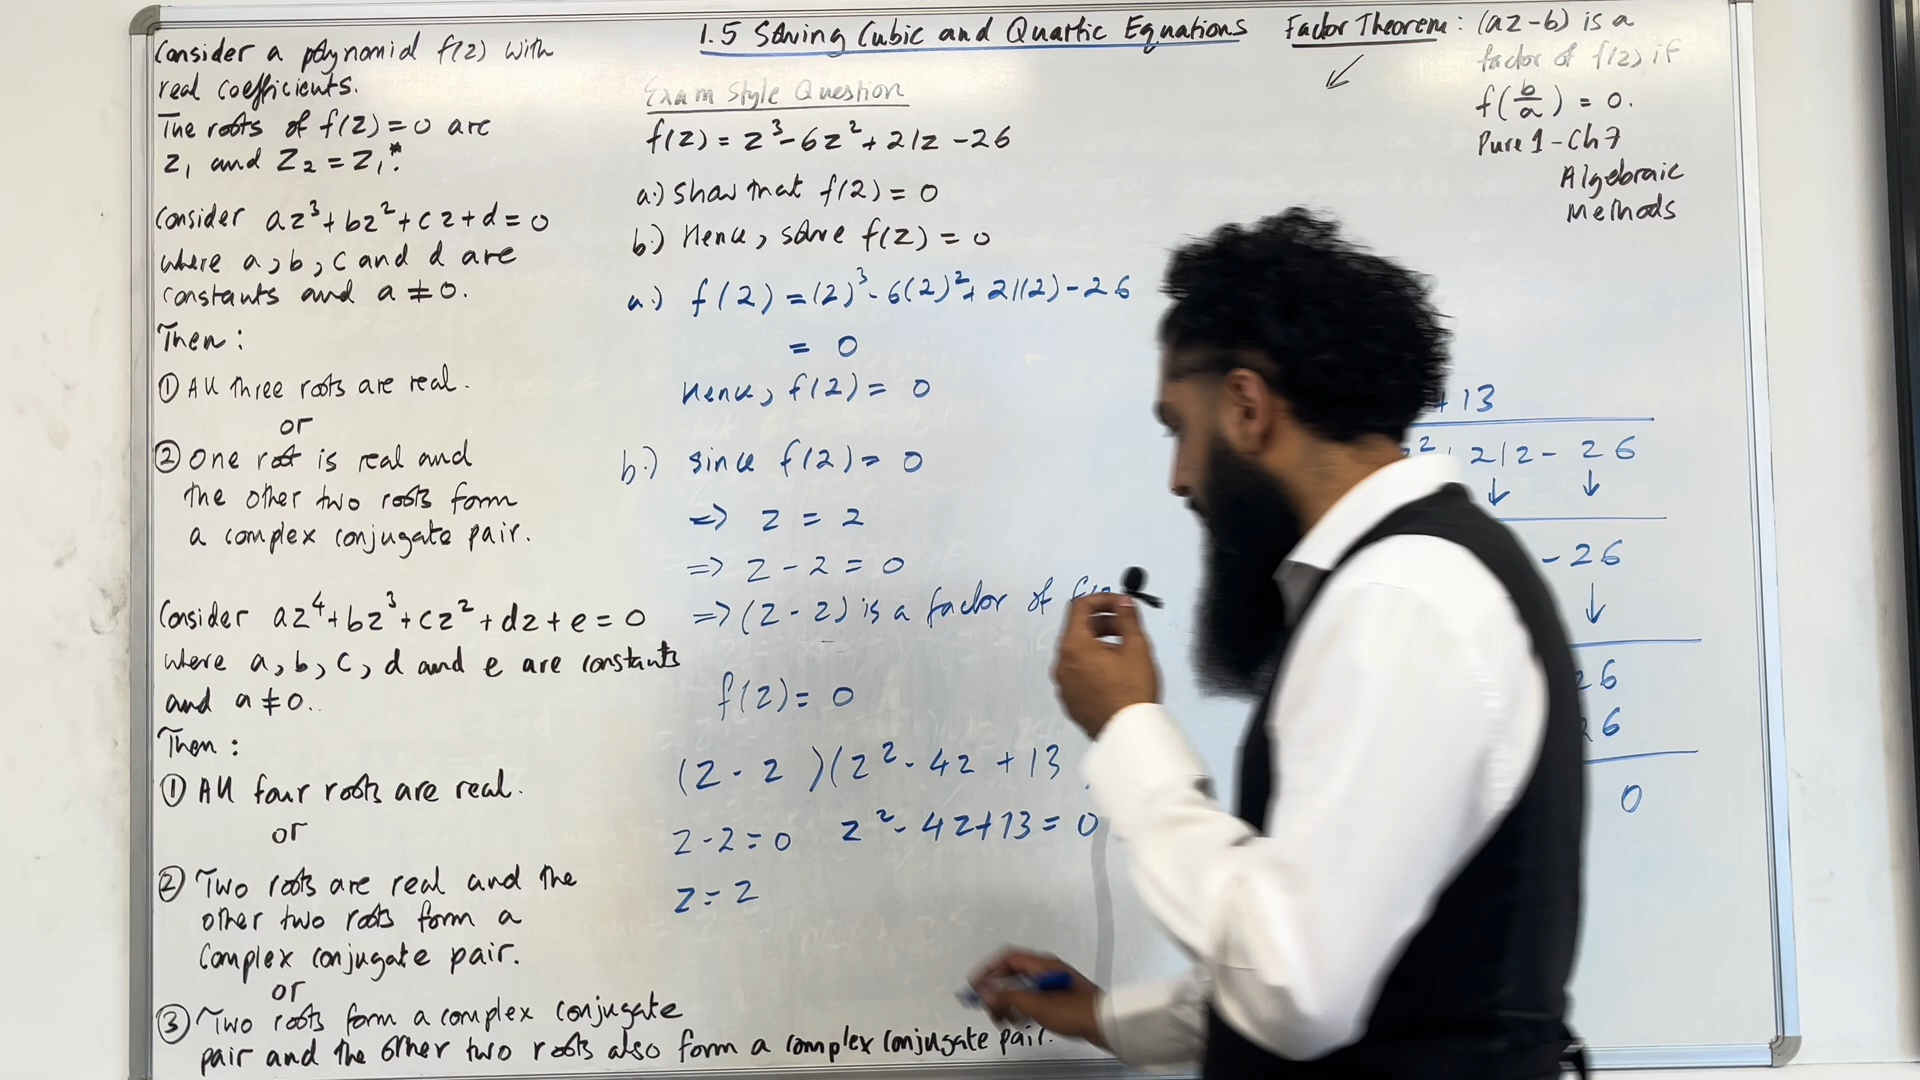 1.5 Solving Cubic and Quartic Equations
Consider a polynomial f(z) with
real coefficients.
The roots of f(z)=0 are
z₁ and z₂ = z₁*.
Consider az³+bz²+cz+d=0
where a,b,c and d are
constants and a≠0.
Then:
① All three roots are real.
or
② One root is real and
the other two roots form
a complex conjugate pair.
Consider az⁴+bz³+cz²+dz+e=0
where a,b,c,d and e are constants
and a≠0.
Then:
① All four roots are real.
or
② Two roots are real and the
other two roots form a
complex conjugate pair.
or
③ Two roots form a complex conjugate
pair and the other two roots also form a complex conjugate pair.
Exam Style Question
f(z) = z³-6z²+21z-26
a.) Show that f(2)=0
b.) Hence, solve f(z)=0
a.) f(2)=(2)³-6(2)²+21(2)-26
= 0
Hence, f(2)=0
b.) since f(2)=0
=> z = 2
=> z-2=0
=> (z-2) is a factor of
f(z)=0
(z-2)(z²-4z+13
z-2=0 z²-4z+13=0
z=2
Factor Theorem: (az-b) is a
factor of f(z) if
f(b/a) = 0.
Pure 1 - Ch7
Algebraic
Methods
+13
² + 21z - 26
↓ ↓
-26
↓
26
26
0